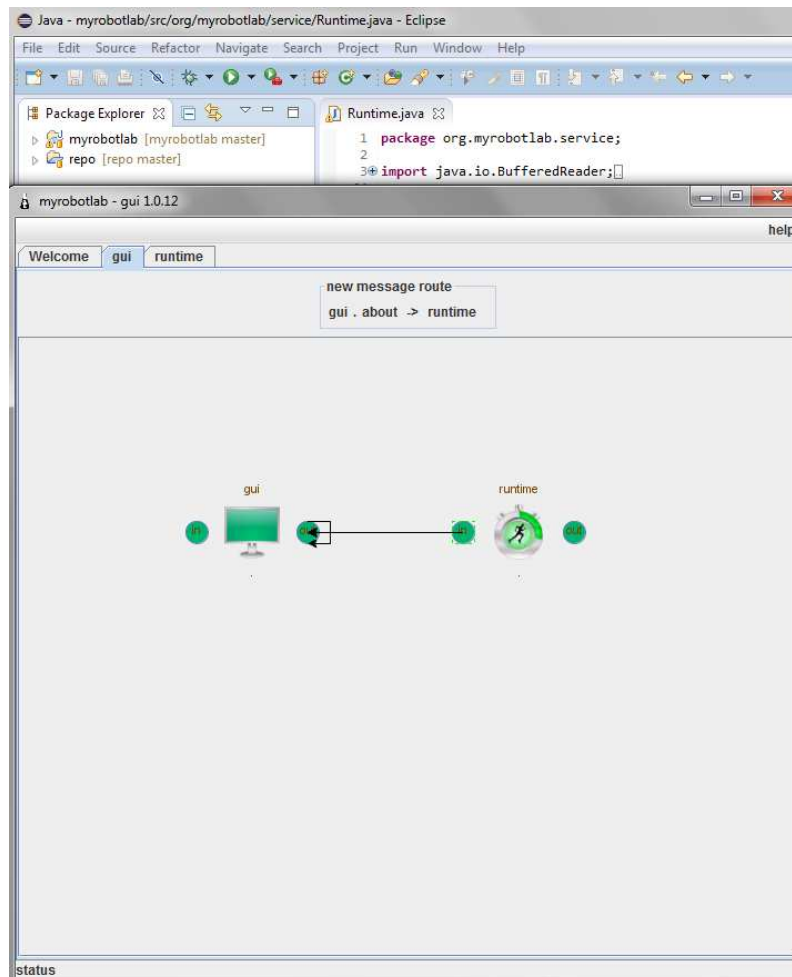 Java - myrobotlab/src/org/myrobotlab/service/Runtime.java - Eclipse
File Edit Source Refactor Navigate Search Project Run Window Help
Package Explorer
Runtime.java
myrobotlab [myrobotlab master]
repo [repo master]
1 package org.myrobotlab.service;
2
3 import java.io.BufferedReader;
myrobotlab - gui 1.0.12
help
Welcome gui runtime
new message route
gui . about -> runtime
gui runtime
in out in out
status